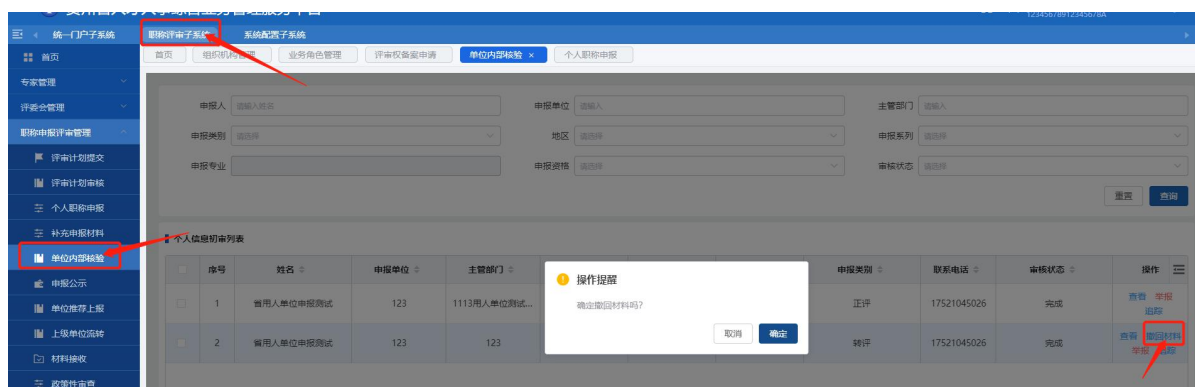 12345678912345678A
统一门户子系统 职称评审子系统 系统配置子系统
首页 首页 组织机构管理 业务角色管理 评审权备案申请 单位内部核验 × 个人职称申报
专家管理
申报人 请输入姓名 申报单位 请输入 主管部门 请输入
评委会管理
职称申报评审管理 申报类别 请选择 地区 请选择 申报系列 请选择
评审计划提交 申报专业 申报资格 请选择 审核状态 请选择
评审计划审核
重置 查询
个人职称申报
补充申报材料 个人信息初审列表
单位内部核验
序号 姓名 申报单位 主管部门 申报类别 联系电话 审核状态 操作
操作提醒
申报公示
1 省用人单位申报测试 123 1113用人单位测试... 正评 17521045026 完成 查看 举报
追踪
确定撤回材料吗?
单位推荐上报
取消 确定
上级单位流转
2 省用人单位申报测试 123 123 转评 17521045026 完成 查看 撤回材料
举报 追踪
材料接收
政策性审查